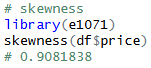 # skewness
library(e1071)
skewness(df$price)
# 0.9081838